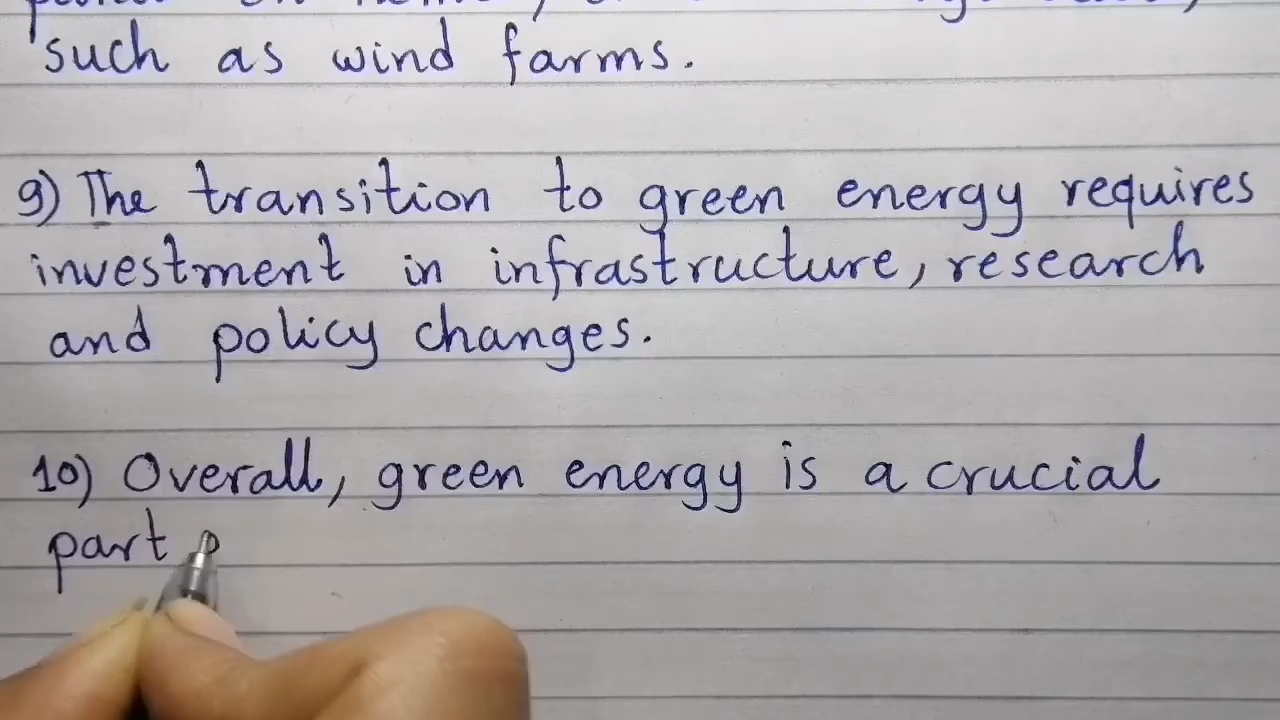 such as wind farms.
9) The transition to green energy requires
investment in infrastructure, research
and policy changes.
10) Overall, green energy is a crucial
part